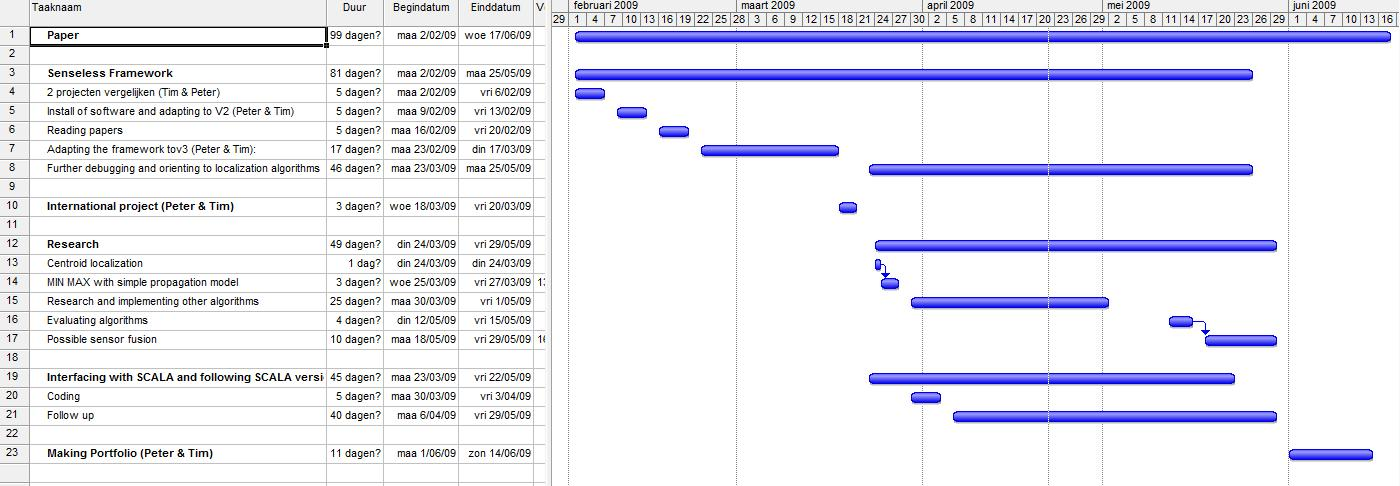 Taaknaam Duur Begindatum Einddatum
februari 2009 maart 2009 april 2009 mei 2009 juni 2009
29 1 4 7 10 13 16 19 22 25 28 3 6 9 12 15 18 21 24 27 30 2 5 8 11 14 17 20 23 26 29 2 5 8 11 14 17 20 23 26 29 1 4 7 10 13 16
1 Paper 99 dagen? maa 2/02/09 woe 17/06/09
2
3 Senseless Framework 81 dagen? maa 2/02/09 maa 25/05/09
4 2 projecten vergelijken (Tim & Peter) 5 dagen? maa 2/02/09 vri 6/02/09
5 Install of software and adapting to V2 (Peter & Tim) 5 dagen? maa 9/02/09 vri 13/02/09
6 Reading papers 5 dagen? maa 16/02/09 vri 20/02/09
7 Adapting the framework tov3 (Peter & Tim): 17 dagen? maa 23/02/09 din 17/03/09
8 Further debugging and orienting to localization algorithms 46 dagen? maa 23/03/09 maa 25/05/09
9
10 International project (Peter & Tim) 3 dagen? woe 18/03/09 vri 20/03/09
11
12 Research 49 dagen? din 24/03/09 vri 29/05/09
13 Centroid localization 1 dag? din 24/03/09 din 24/03/09
14 MIN MAX with simple propagation model 3 dagen? woe 25/03/09 vri 27/03/09 13
15 Research and implementing other algorithms 25 dagen? maa 30/03/09 vri 1/05/09
16 Evaluating algorithms 4 dagen? din 12/05/09 vri 15/05/09
17 Possible sensor fusion 10 dagen? maa 18/05/09 vri 29/05/09 16
18
19 Interfacing with SCALA and following SCALA versi 45 dagen? maa 23/03/09 vri 22/05/09
20 Coding 5 dagen? maa 30/03/09 vri 3/04/09
21 Follow up 40 dagen? maa 6/04/09 vri 29/05/09
22
23 Making Portfolio (Peter & Tim) 11 dagen? maa 1/06/09 zon 14/06/09